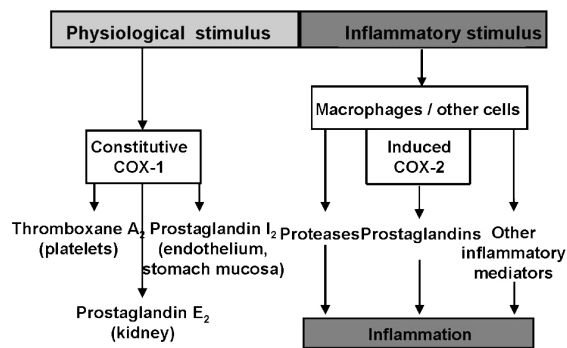 Physiological stimulus
Inflammatory stimulus
Macrophages / other cells
Constitutive
COX-1
Induced
COX-2
Thromboxane A2
(platelets)
Prostaglandin I2
(endothelium,
stomach mucosa)
Proteases
Prostaglandins
Other
inflammatory
mediators
Prostaglandin E2
(kidney)
Inflammation